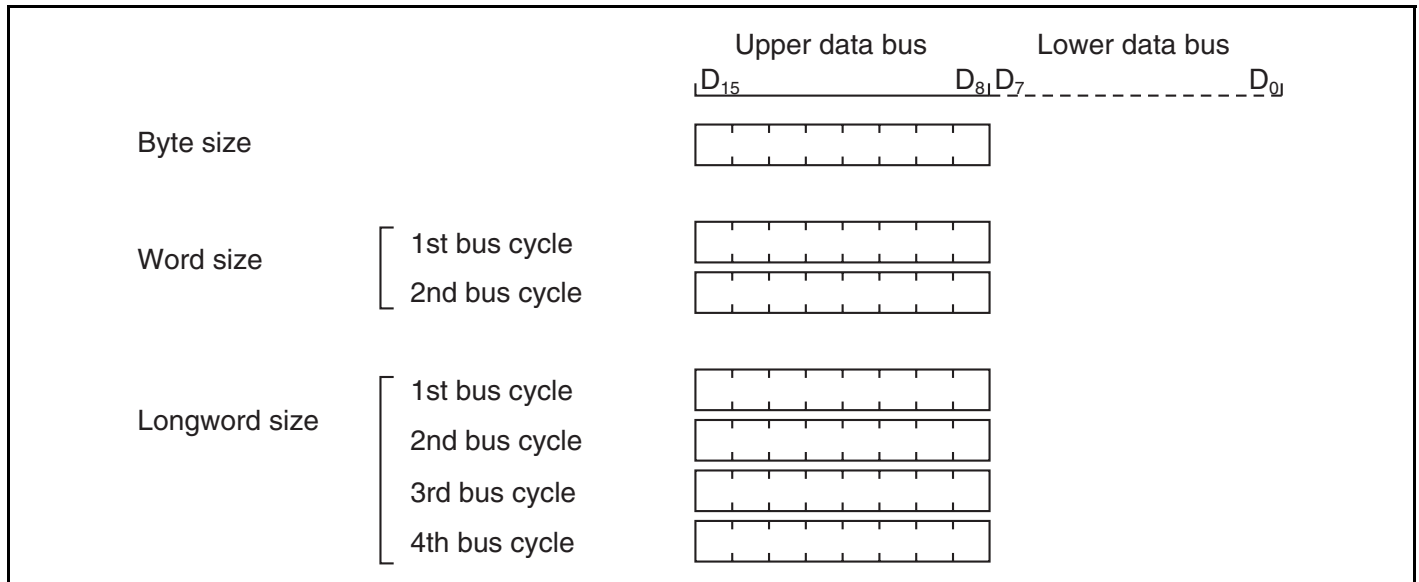 Upper data bus Lower data bus
D15 D8 D7 D0
Byte size
Word size
1st bus cycle
2nd bus cycle
Longword size
1st bus cycle
2nd bus cycle
3rd bus cycle
4th bus cycle